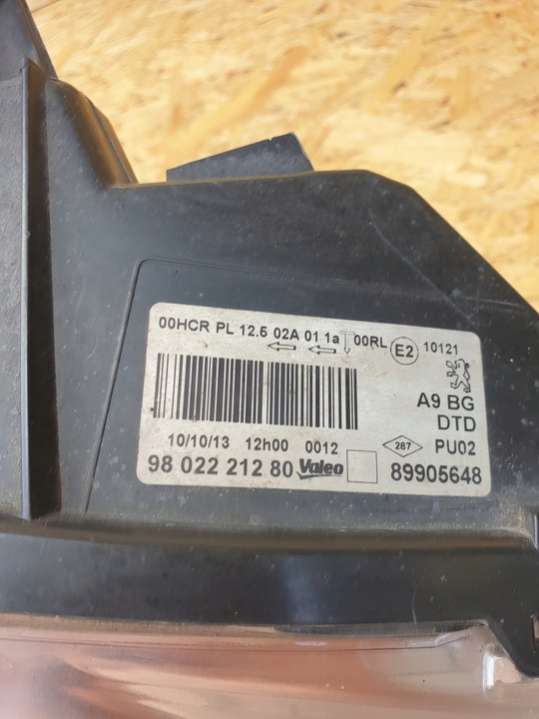 00HCR PL 12.5 02A 01 1a 00RL E2 10121
A9 BG
DTD
10/10/13 12h00 0012 287 PU02
98 022 212 80 Valeo 89905648